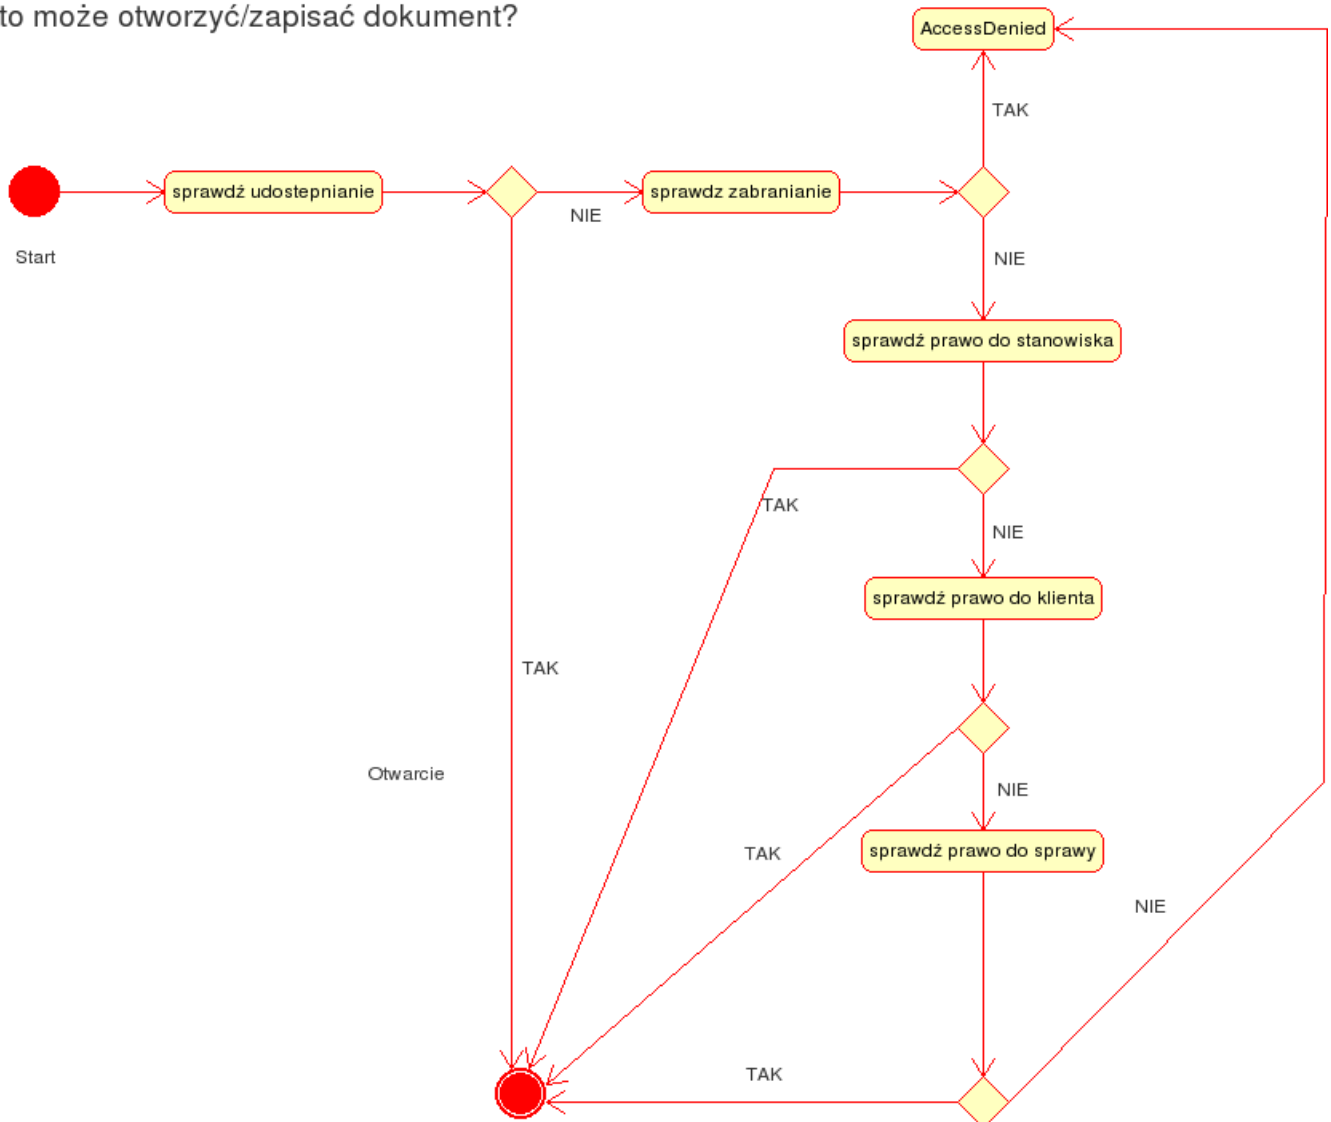 to może otworzyć/zapisać dokument?
AccessDenied
TAK
sprawdź udostepnianie
NIE
sprawdz zabranianie
Start
NIE
sprawdź prawo do stanowiska
TAK
NIE
sprawdź prawo do klienta
TAK
Otwarcie
NIE
TAK
sprawdź prawo do sprawy
NIE
TAK